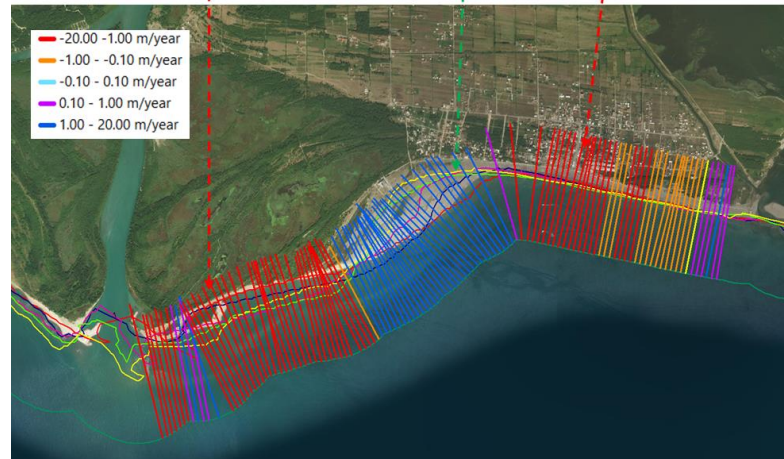 -20.00 -1.00 m/year
-1.00 - -0.10 m/year
-0.10 - 0.10 m/year
0.10 - 1.00 m/year
1.00 - 20.00 m/year